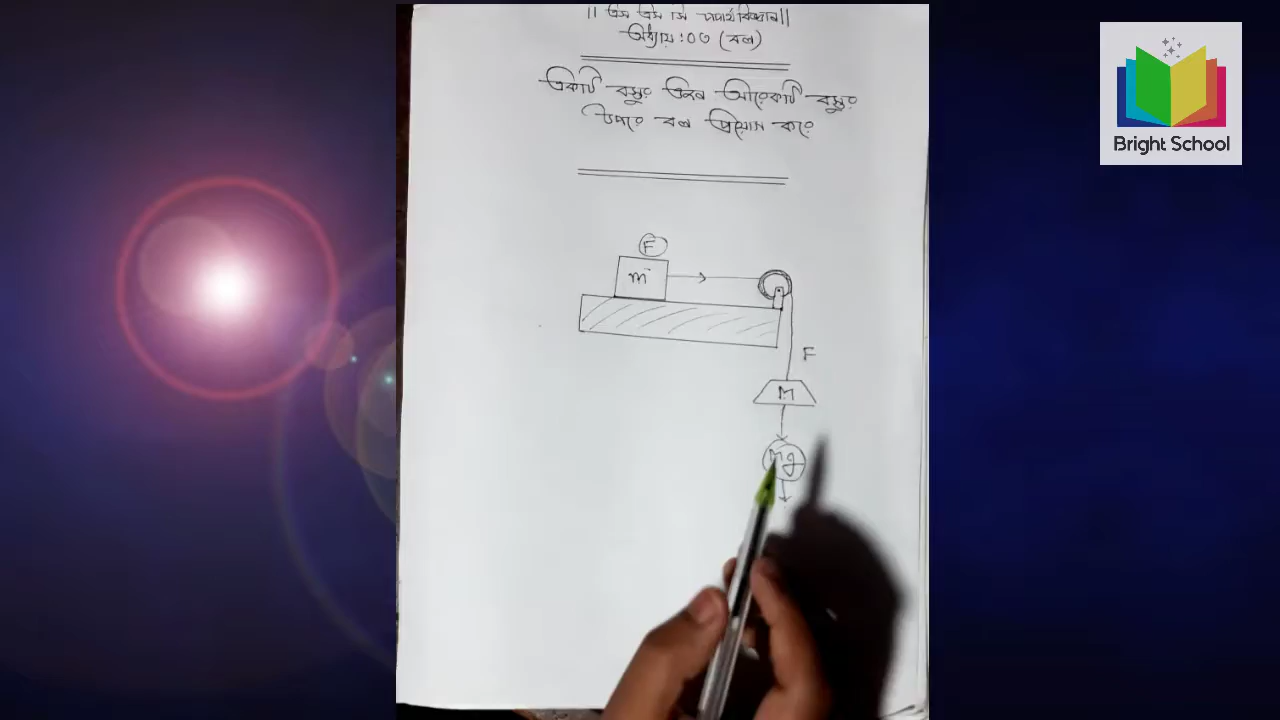 || এস এস সি পদার্থবিজ্ঞান ||
অধ্যায় : ০৩ (বল)
একটি বস্তুর ওজন আরেকটি বস্তুর
উপরে বল প্রয়োগ করে
F
m
F
M
Mg
Bright School